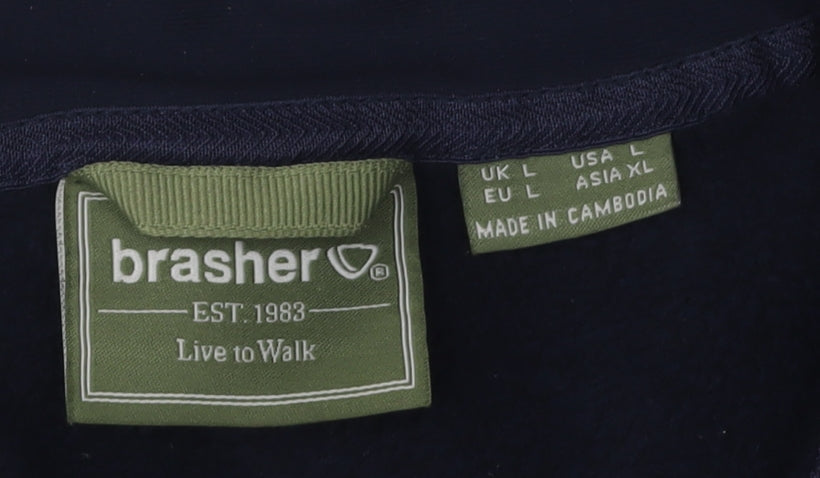 brasher®
EST. 1983
Live to Walk
UK L USA L
EU L ASIA XL
MADE IN CAMBODIA